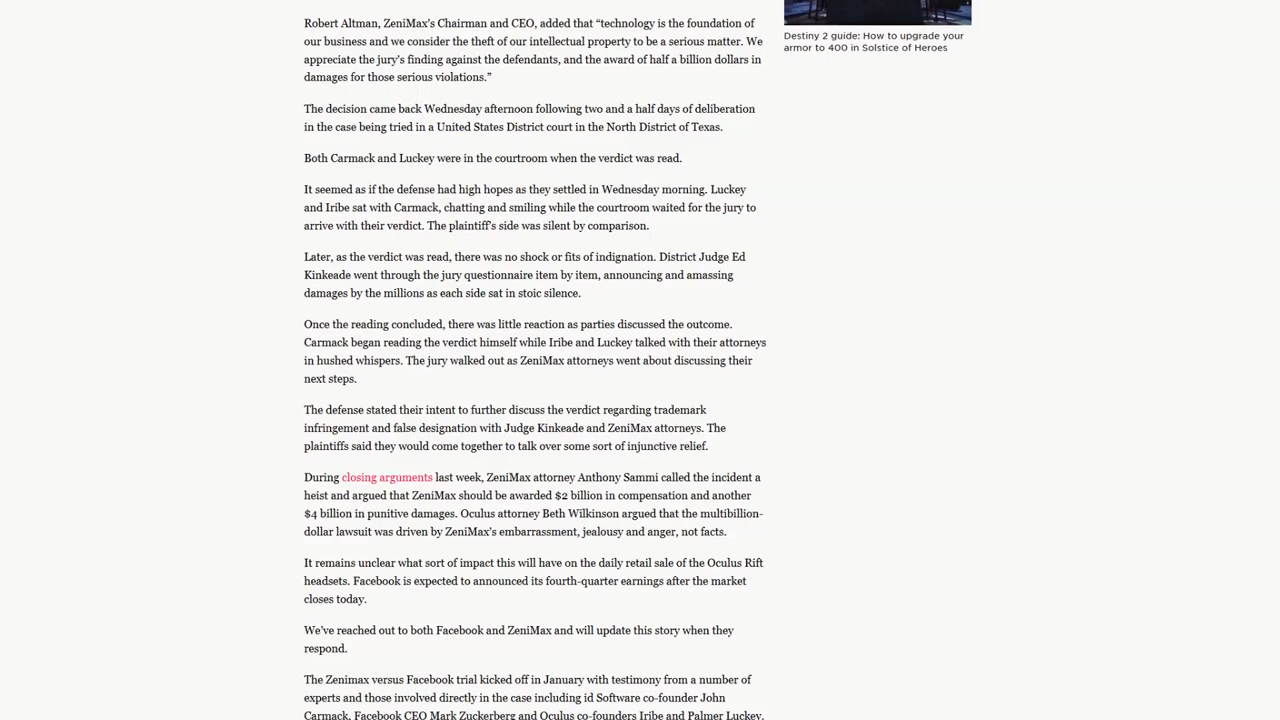 Robert Altman, ZeniMax's Chairman and CEO, added that “technology is the foundation of
our business and we consider the theft of our intellectual property to be a serious matter. We
appreciate the jury's finding against the defendants, and the award of half a billion dollars in
damages for those serious violations.”
The decision came back Wednesday afternoon following two and a half days of deliberation
in the case being tried in a United States District court in the North District of Texas.
Both Carmack and Luckey were in the courtroom when the verdict was read.
It seemed as if the defense had high hopes as they settled in Wednesday morning. Luckey
and Iribe sat with Carmack, chatting and smiling while the courtroom waited for the jury to
arrive with their verdict. The plaintiff's side was silent by comparison.
Later, as the verdict was read, there was no shock or fits of indignation. District Judge Ed
Kinkeade went through the jury questionnaire item by item, announcing and amassing
damages by the millions as each side sat in stoic silence.
Once the reading concluded, there was little reaction as parties discussed the outcome.
Carmack began reading the verdict himself while Iribe and Luckey talked with their attorneys
in hushed whispers. The jury walked out as ZeniMax attorneys went about discussing their
next steps.
The defense stated their intent to further discuss the verdict regarding trademark
infringement and false designation with Judge Kinkeade and ZeniMax attorneys. The
plaintiffs said they would come together to talk over some sort of injunctive relief.
During closing arguments last week, ZeniMax attorney Anthony Sammi called the incident a
heist and argued that ZeniMax should be awarded $2 billion in compensation and another
$4 billion in punitive damages. Oculus attorney Beth Wilkinson argued that the multibillion-
dollar lawsuit was driven by ZeniMax's embarrassment, jealousy and anger, not facts.
It remains unclear what sort of impact this will have on the daily retail sale of the Oculus Rift
headsets. Facebook is expected to announced its fourth-quarter earnings after the market
closes today.
We've reached out to both Facebook and ZeniMax and will update this story when they
respond.
The Zenimax versus Facebook trial kicked off in January with testimony from a number of
experts and those involved directly in the case including id Software co-founder John
Carmack, Facebook CEO Mark Zuckerberg and Oculus co-founders Iribe and Palmer Luckey.
Destiny 2 guide: How to upgrade your
armor to 400 in Solstice of Heroes